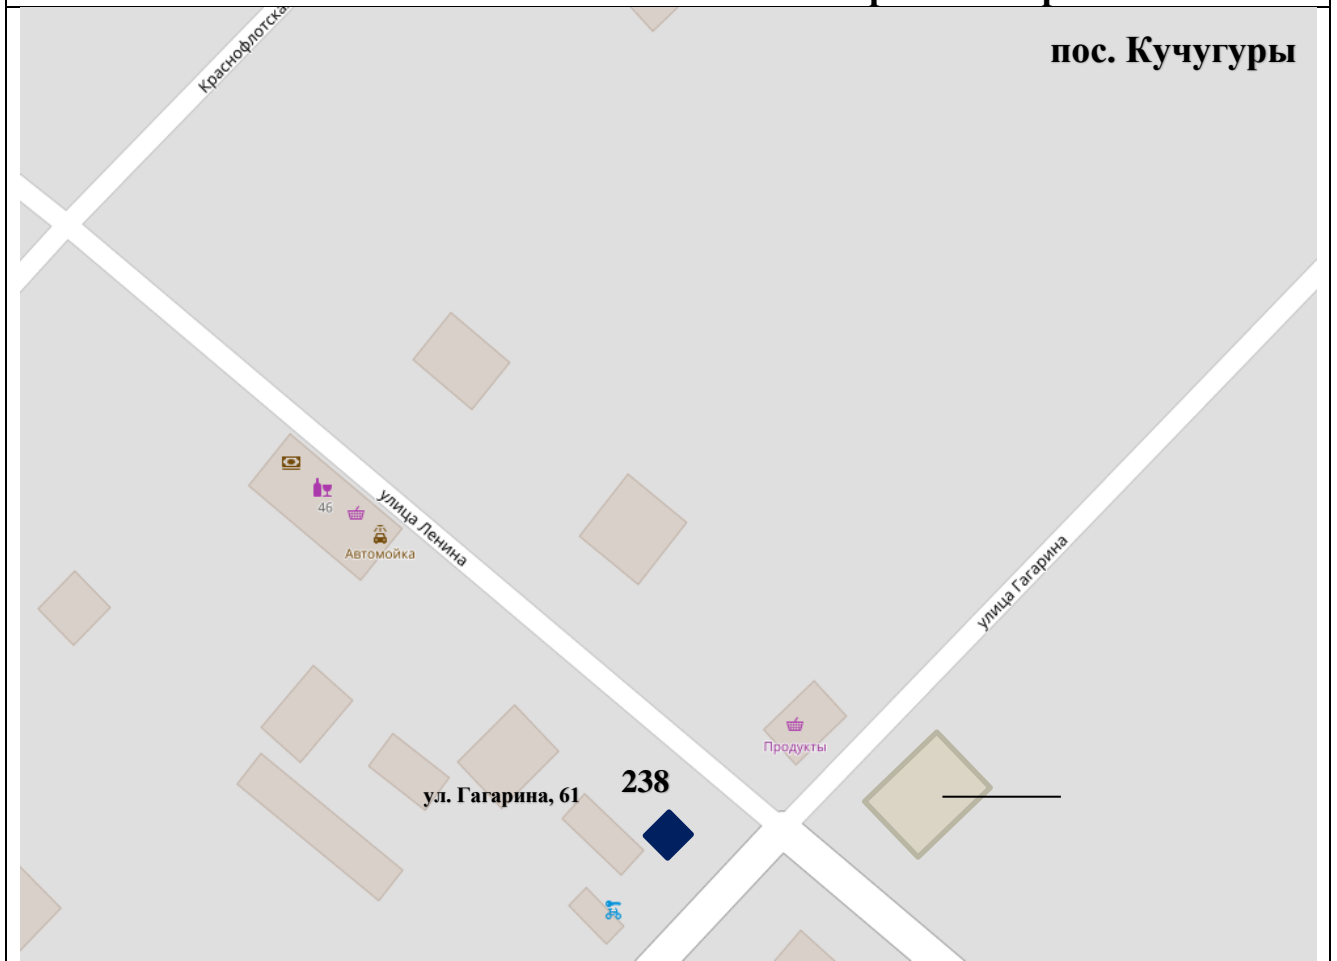 пос. Кучугуры
Краснофлотска
46
улица Ленина
Автомойка
улица Гагарина
Продукты
238
ул. Гагарина, 61